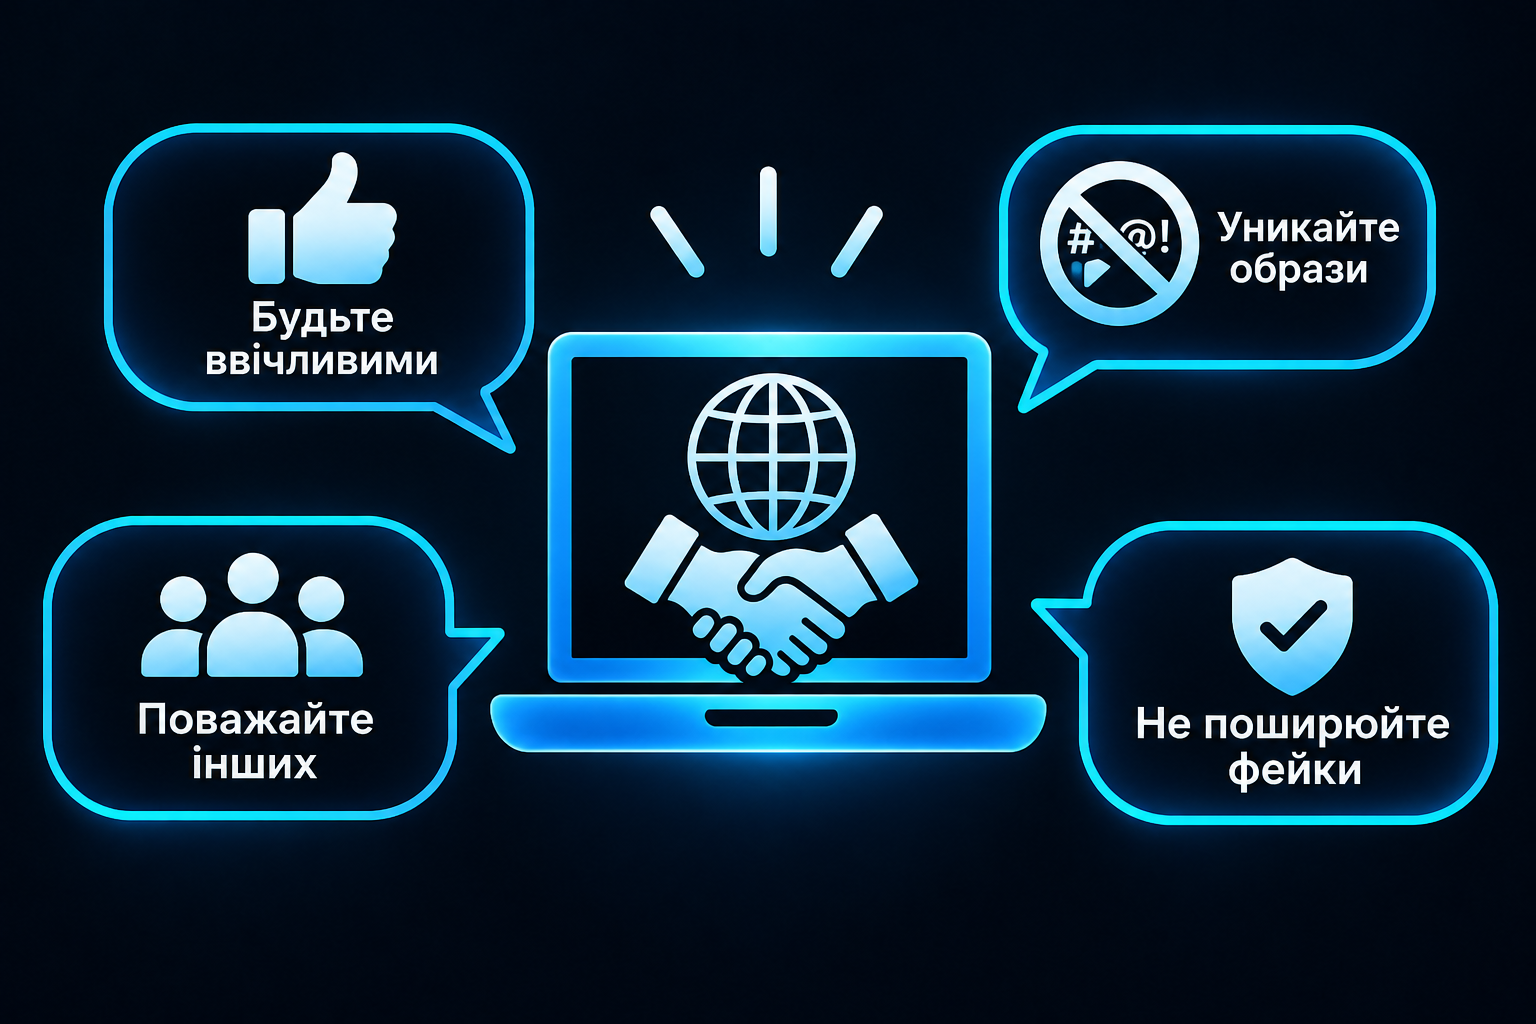 Будьте
ввічливими
#@!
Уникайте
образи
Поважайте
інших
Не поширюйте
фейки